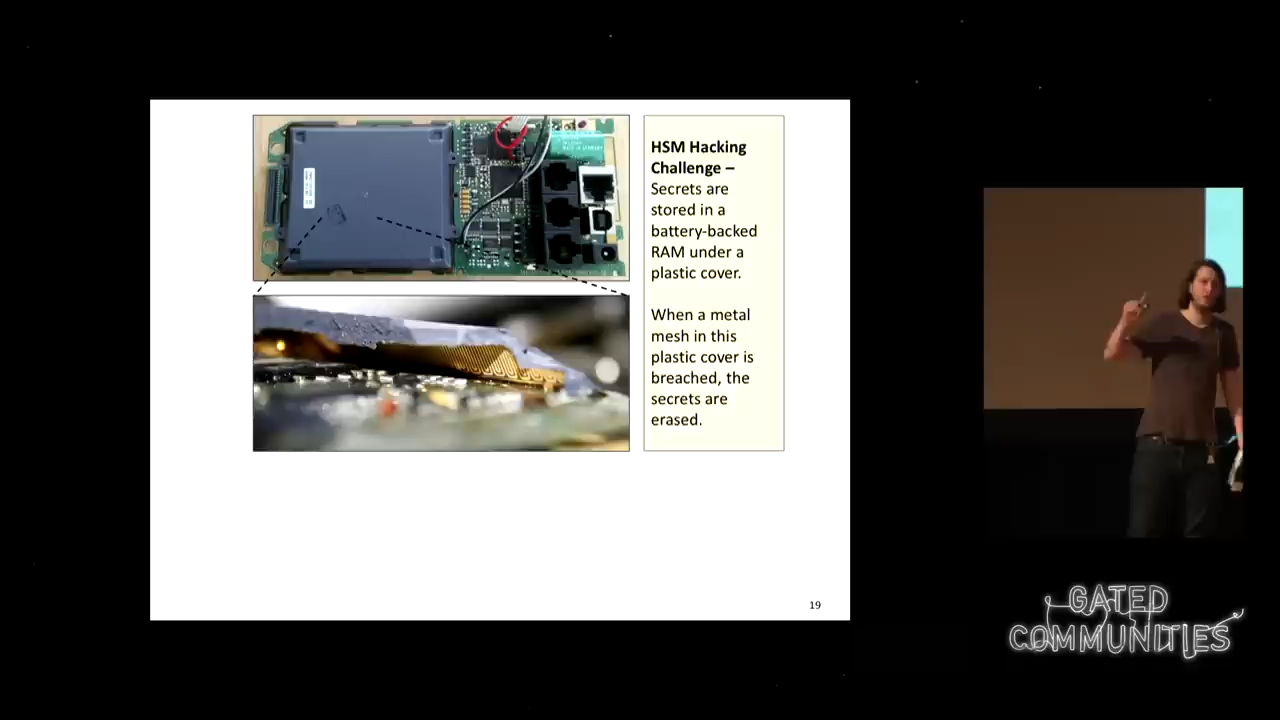 HSM Hacking
Challenge –
Secrets are
stored in a
battery-backed
RAM under a
plastic cover.
When a metal
mesh in this
plastic cover is
breached, the
secrets are
erased.
19
GATED
COMMUNITIES